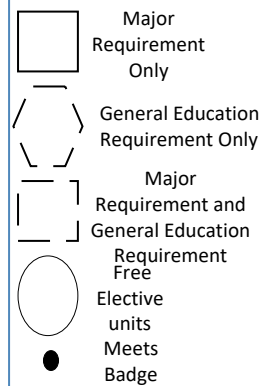 Major
Requirement
Only
General Education
Requirement Only
Major
Requirement and
General Education
Requirement
Free
Elective
units
Meets
Badge